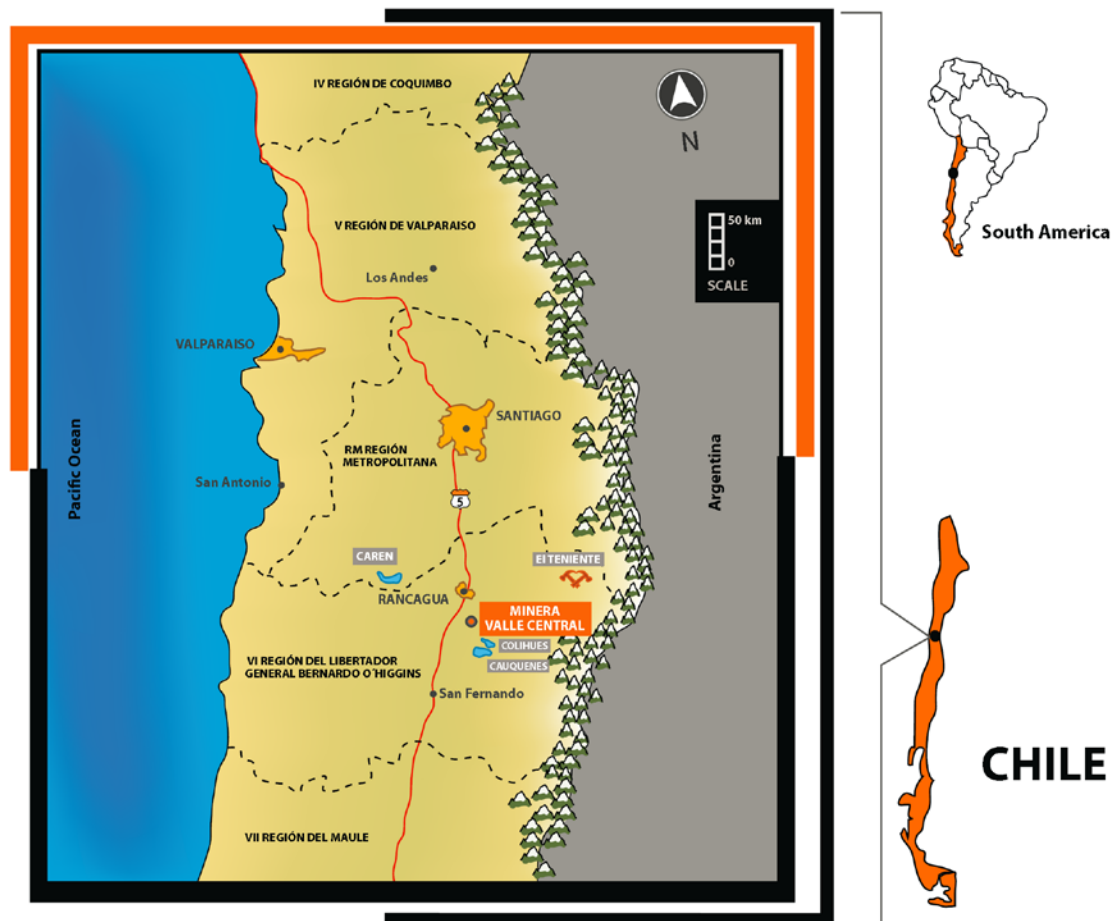 IV REGIÓN DE COQUIMBO
N
V REGIÓN DE VALPARAISO
50 km
0
SCALE
Los Andes
VALPARAISO
SANTIAGO
RM REGIÓN
METROPOLITANA
San Antonio
5
Pacific Ocean
Argentina
CAREN
El TENIENTE
RANCAGUA
MINERA
VALLE CENTRAL
COLIHUES
CAUQUENES
VI REGIÓN DEL LIBERTADOR
GENERAL BERNARDO O´HIGGINS
San Fernando
VII REGIÓN DEL MAULE
South America
CHILE